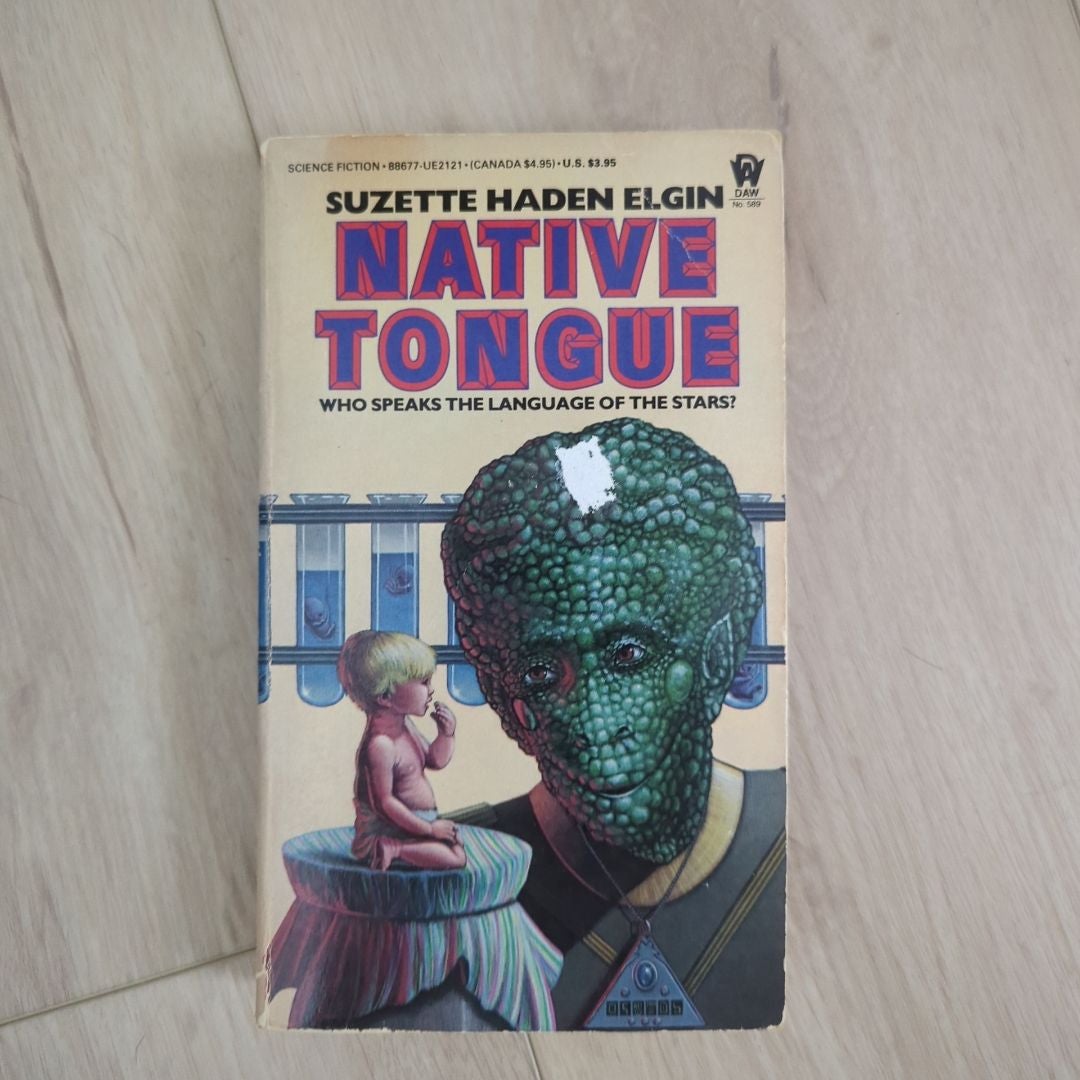 SCIENCE FICTION • 88677-UE2121 • (CANADA $4.95) • U.S. $3.95
DAW
No. 589
SUZETTE HADEN ELGIN
NATIVE
TONGUE
WHO SPEAKS THE LANGUAGE OF THE STARS?